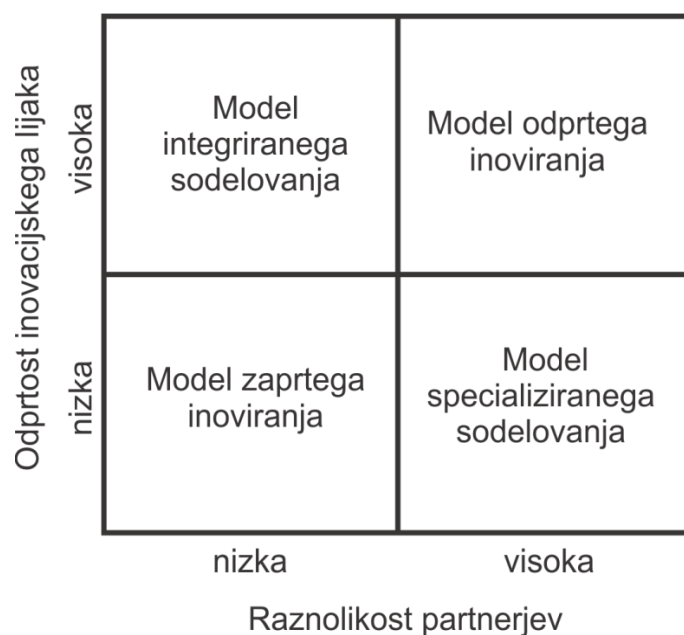 Odprtost inovacijskega lijaka
visoka
nizka
Model
integriranega
sodelovanja
Model odprtega
inoviranja
Model zaprtega
inoviranja
Model
specializiranega
sodelovanja
nizka
visoka
Raznolikost partnerjev